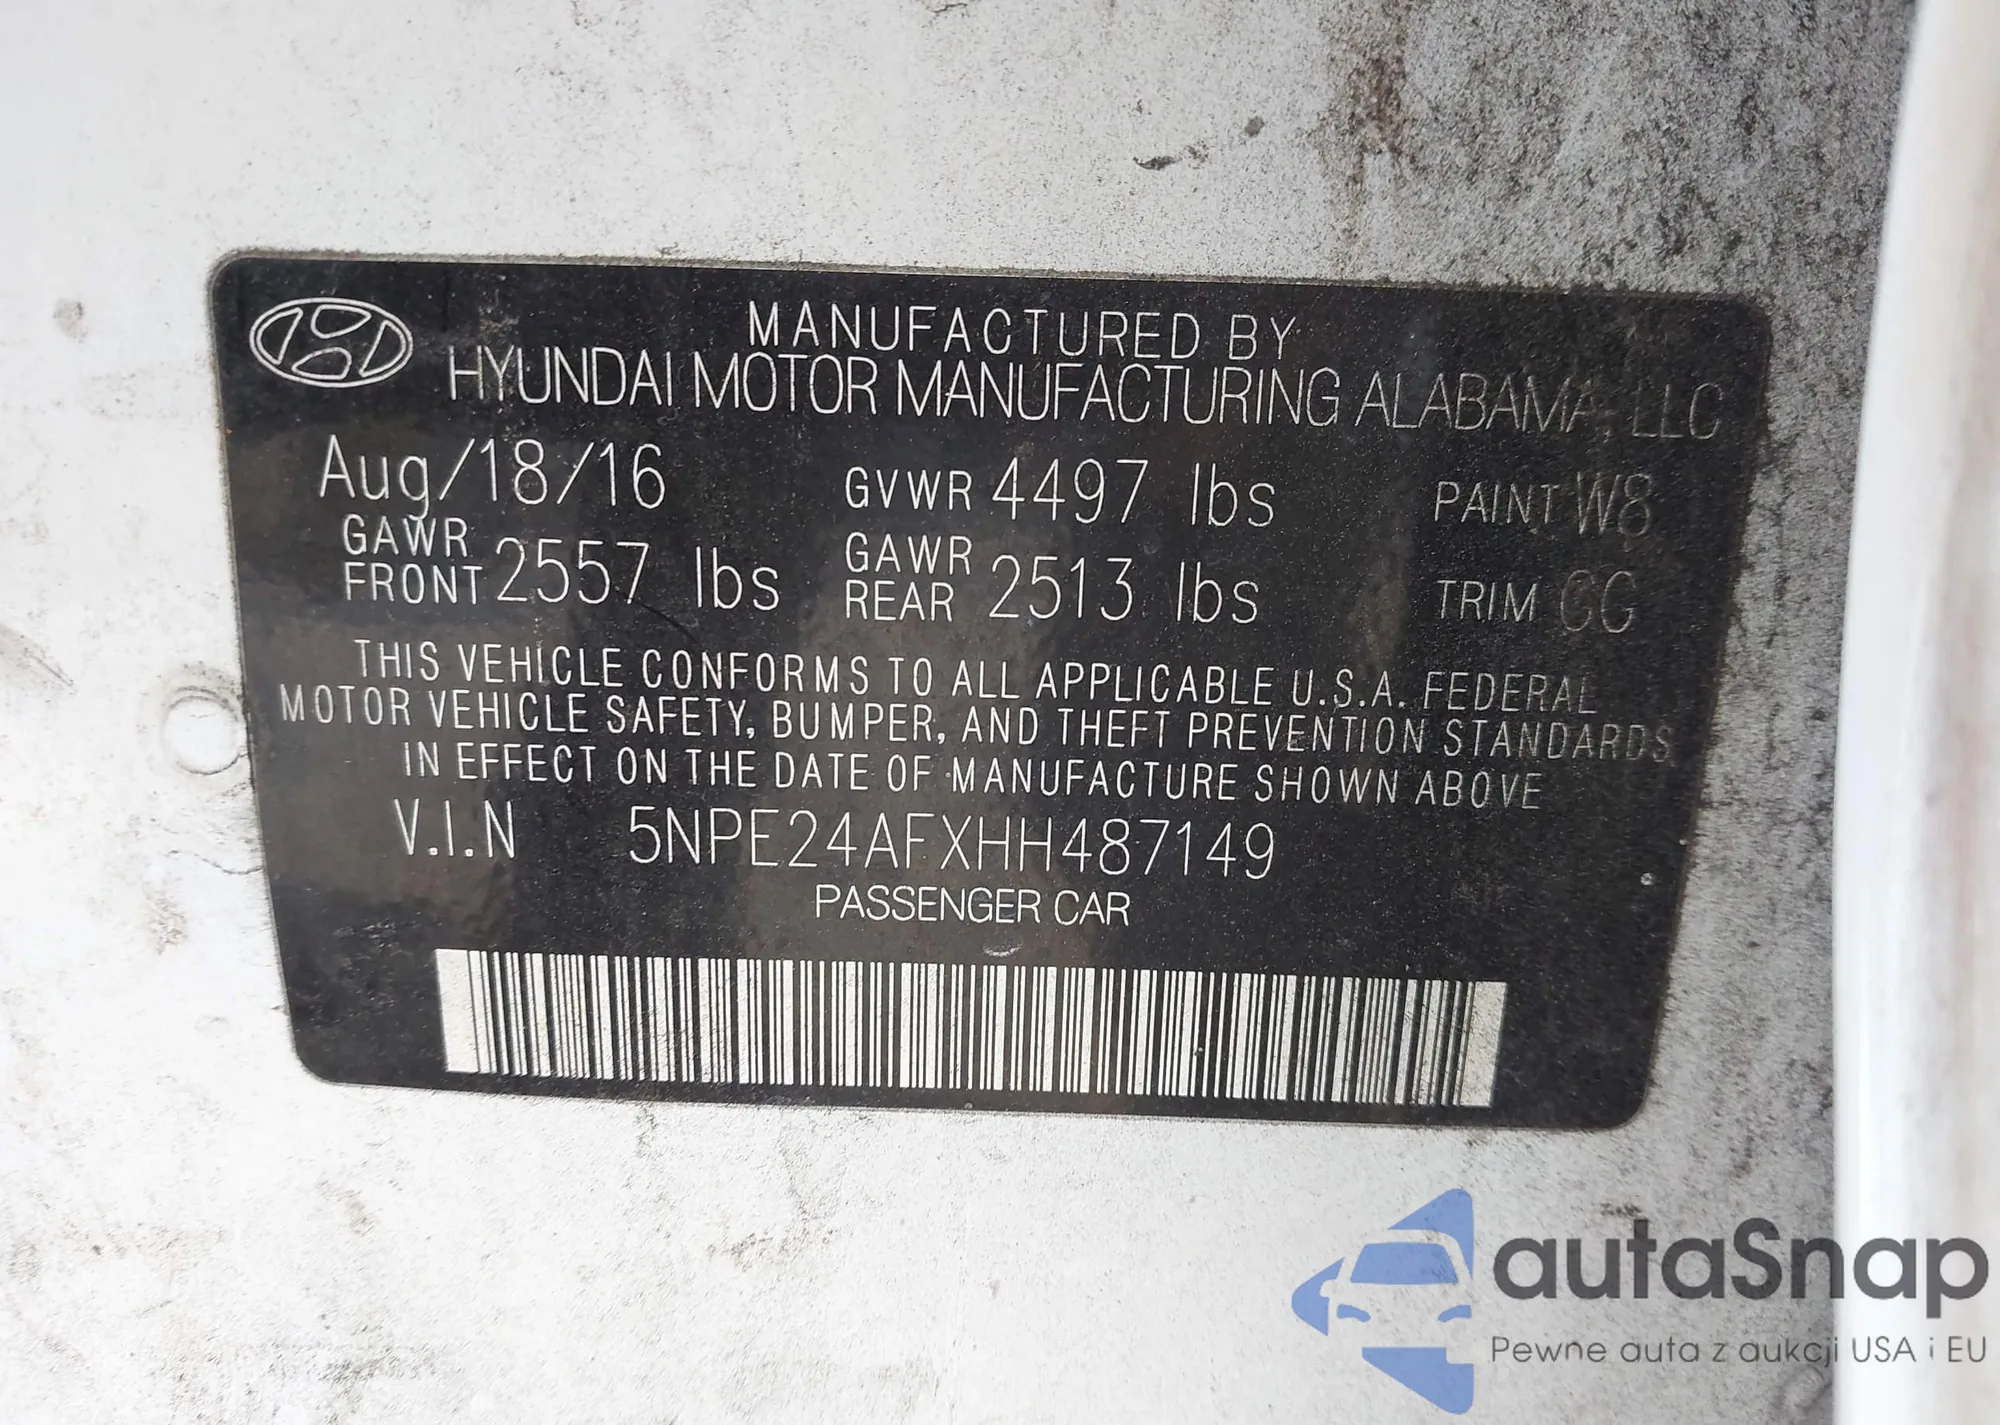 MANUFACTURED BY
HYUNDAI MOTOR MANUFACTURING ALABAMA, LLC
Aug/18/16 GVWR 4497 lbs PAINT W8
GAWR FRONT 2557 lbs GAWR REAR 2513 lbs TRIM
THIS VEHICLE CONFORMS TO ALL APPLICABLE U.S.A. FEDERAL
MOTOR VEHICLE SAFETY, BUMPER, AND THEFT PREVENTION STANDARDS
IN EFFECT ON THE DATE OF MANUFACTURE SHOWN ABOVE
V.I.N 5NPE24AFXHH487149
PASSENGER CAR
autaSnap
Pewne auta z aukcji USA i EU